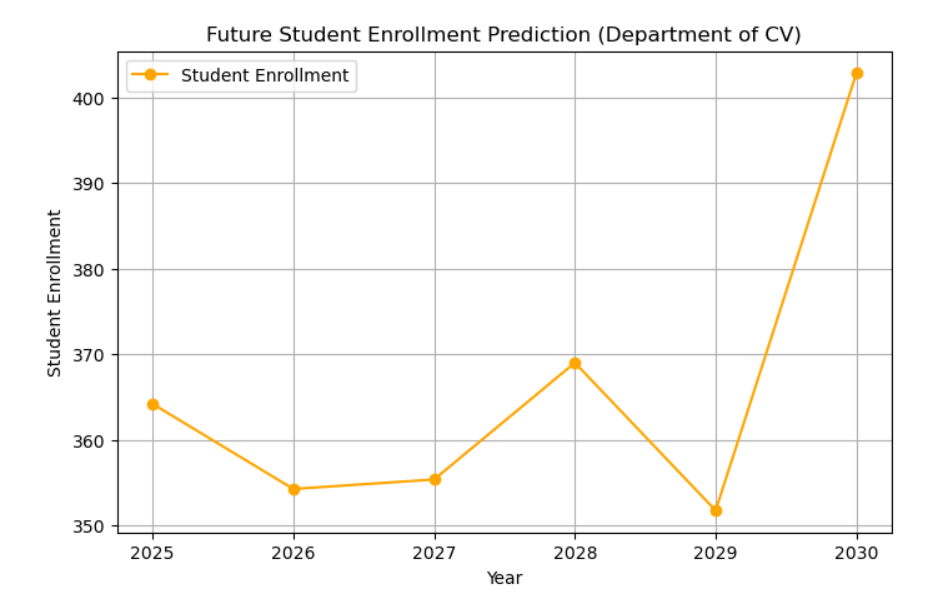 Future Student Enrollment Prediction (Department of CV)
Student Enrollment
400
390
380
370
360
350
Student Enrollment
2025 2026 2027 2028 2029 2030
Year